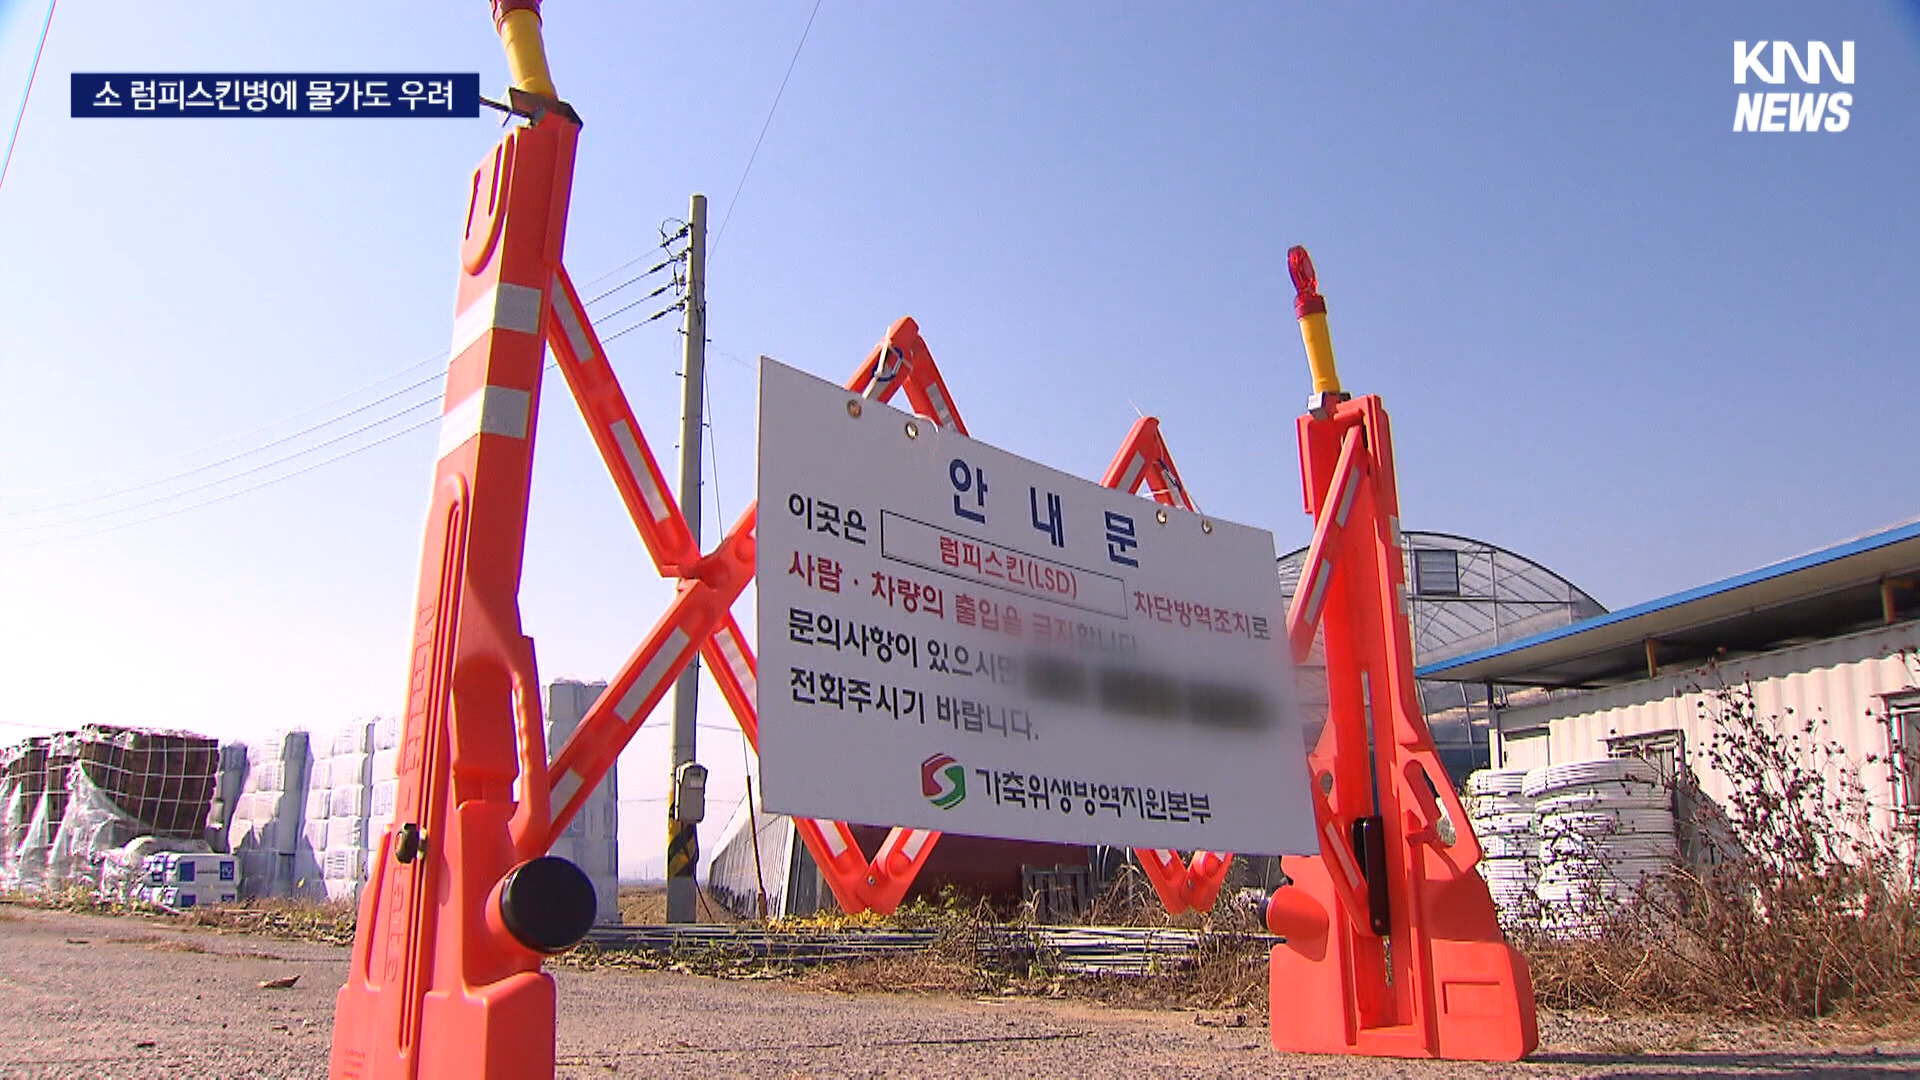 소 럼피스킨병에 물가도 우려
KNN
NEWS
안 내 문
이곳은 럼피스킨(LSD) 차단방역조치로
사람 · 차량의 출입을 금지합니다
문의사항이 있으시면
전화주시기 바랍니다.
가축위생방역지원본부
Multi-Gate